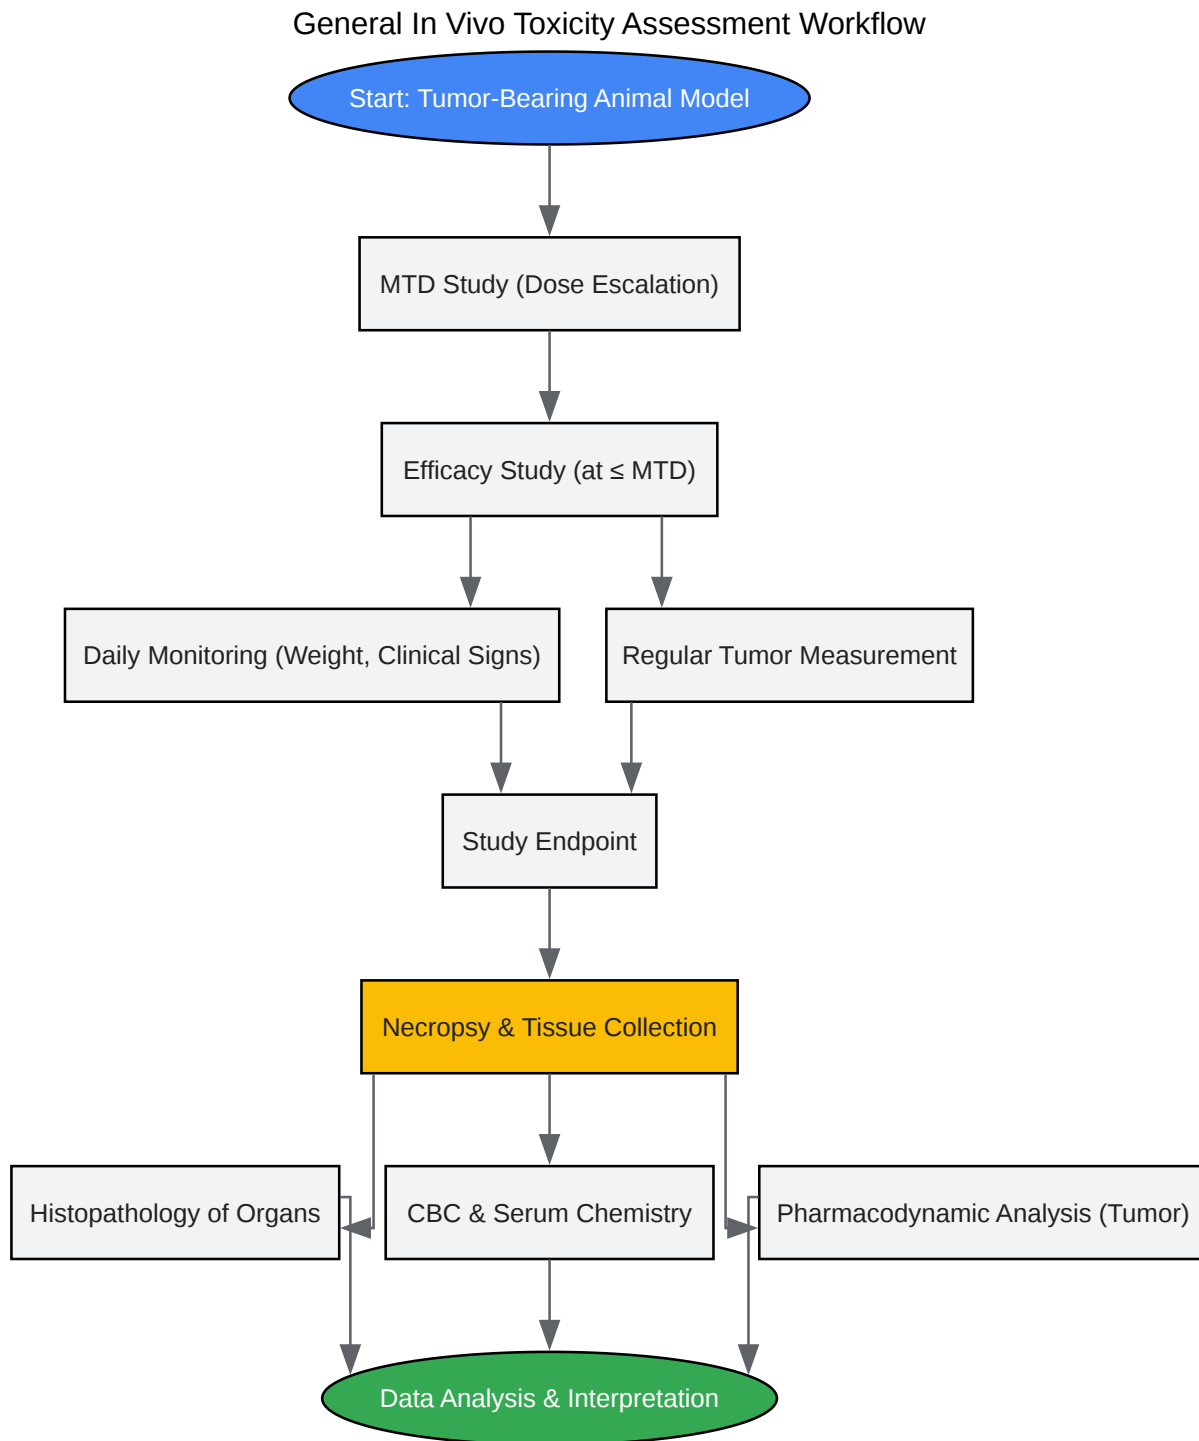 General In Vivo Toxicity Assessment Workflow
Start: Tumor-Bearing Animal Model
MTD Study (Dose Escalation)
Efficacy Study (at ≤ MTD)
Daily Monitoring (Weight, Clinical Signs)
Regular Tumor Measurement
Study Endpoint
Necropsy & Tissue Collection
Histopathology of Organs
CBC & Serum Chemistry
Pharmacodynamic Analysis (Tumor)
Data Analysis & Interpretation